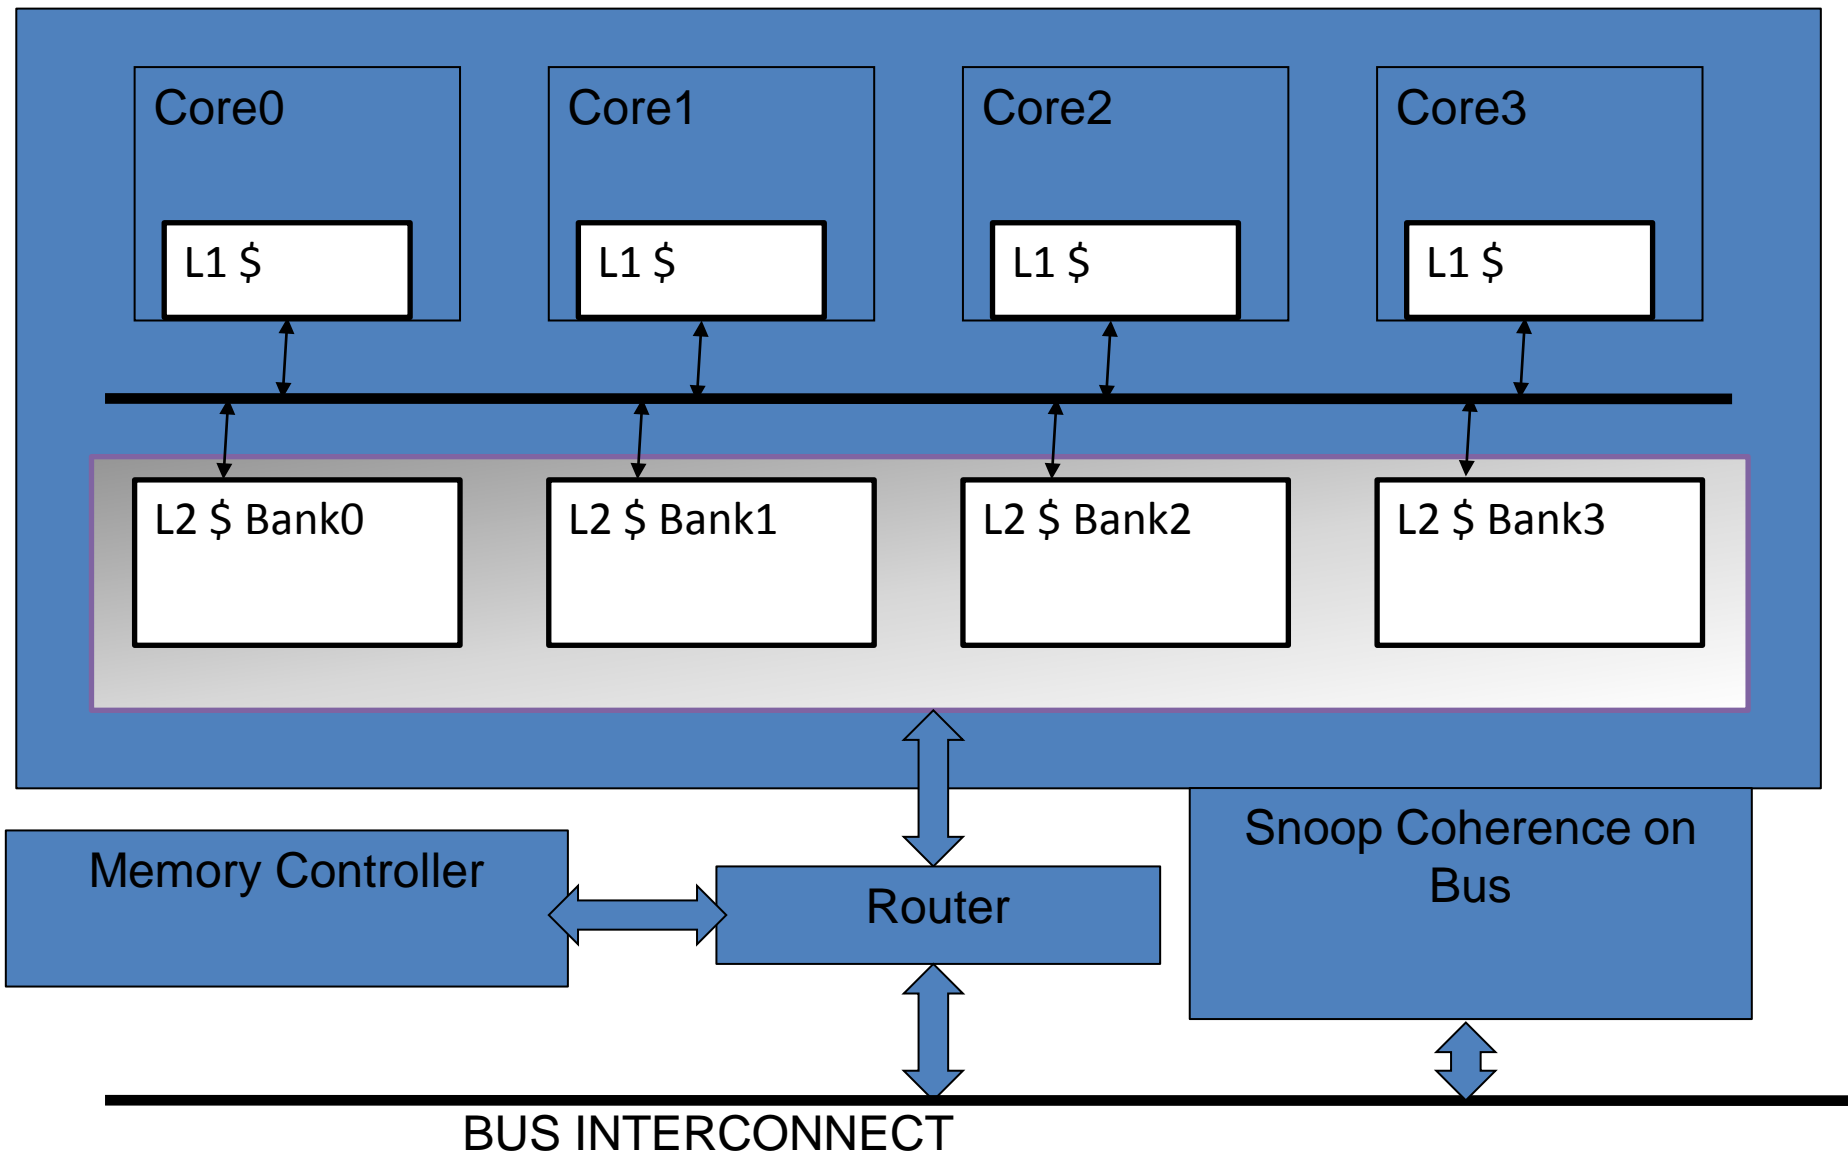 Core0
Core1
Core2
Core3
L1 $
L1 $
L1 $
L1 $
L2 $ Bank0
L2 $ Bank1
L2 $ Bank2
L2 $ Bank3
Memory Controller
Router
Snoop Coherence on
Bus
BUS INTERCONNECT